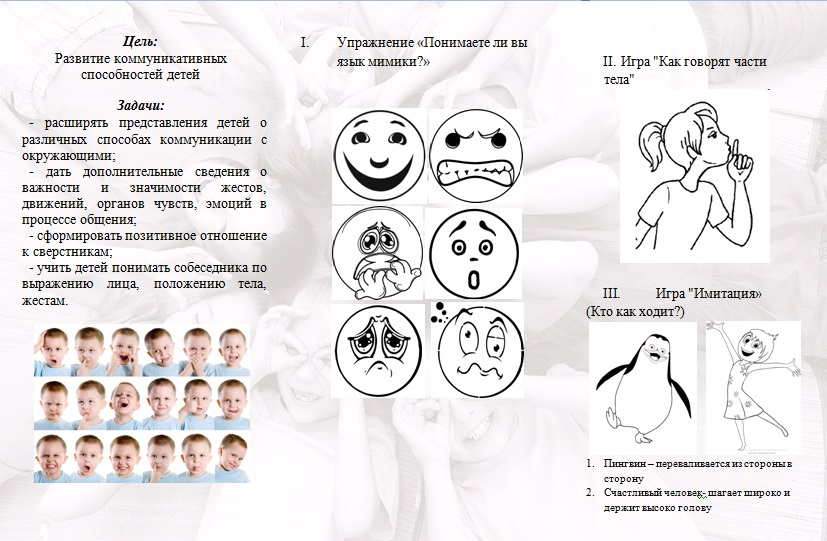 Цель:
Развитие коммуникативных
способностей детей
Задачи:
- расширять представления детей о
различных способах коммуникации с
окружающими;
- дать дополнительные сведения о
важности и значимости жестов,
движений, органов чувств, эмоций в
процессе общения;
- сформировать позитивное отношение
к сверстникам;
- учить детей понимать собеседника по
выражению лица, положению тела,
жестам.
I. Упражнение «Понимаете ли вы
язык мимики?»
II. Игра "Как говорят части
тела"
III. Игра "Имитация»
(Кто как ходит?)
1. Пингвин – переваливается из стороны в
сторону
2. Счастливый человек- шагает широко и
держит высоко голову